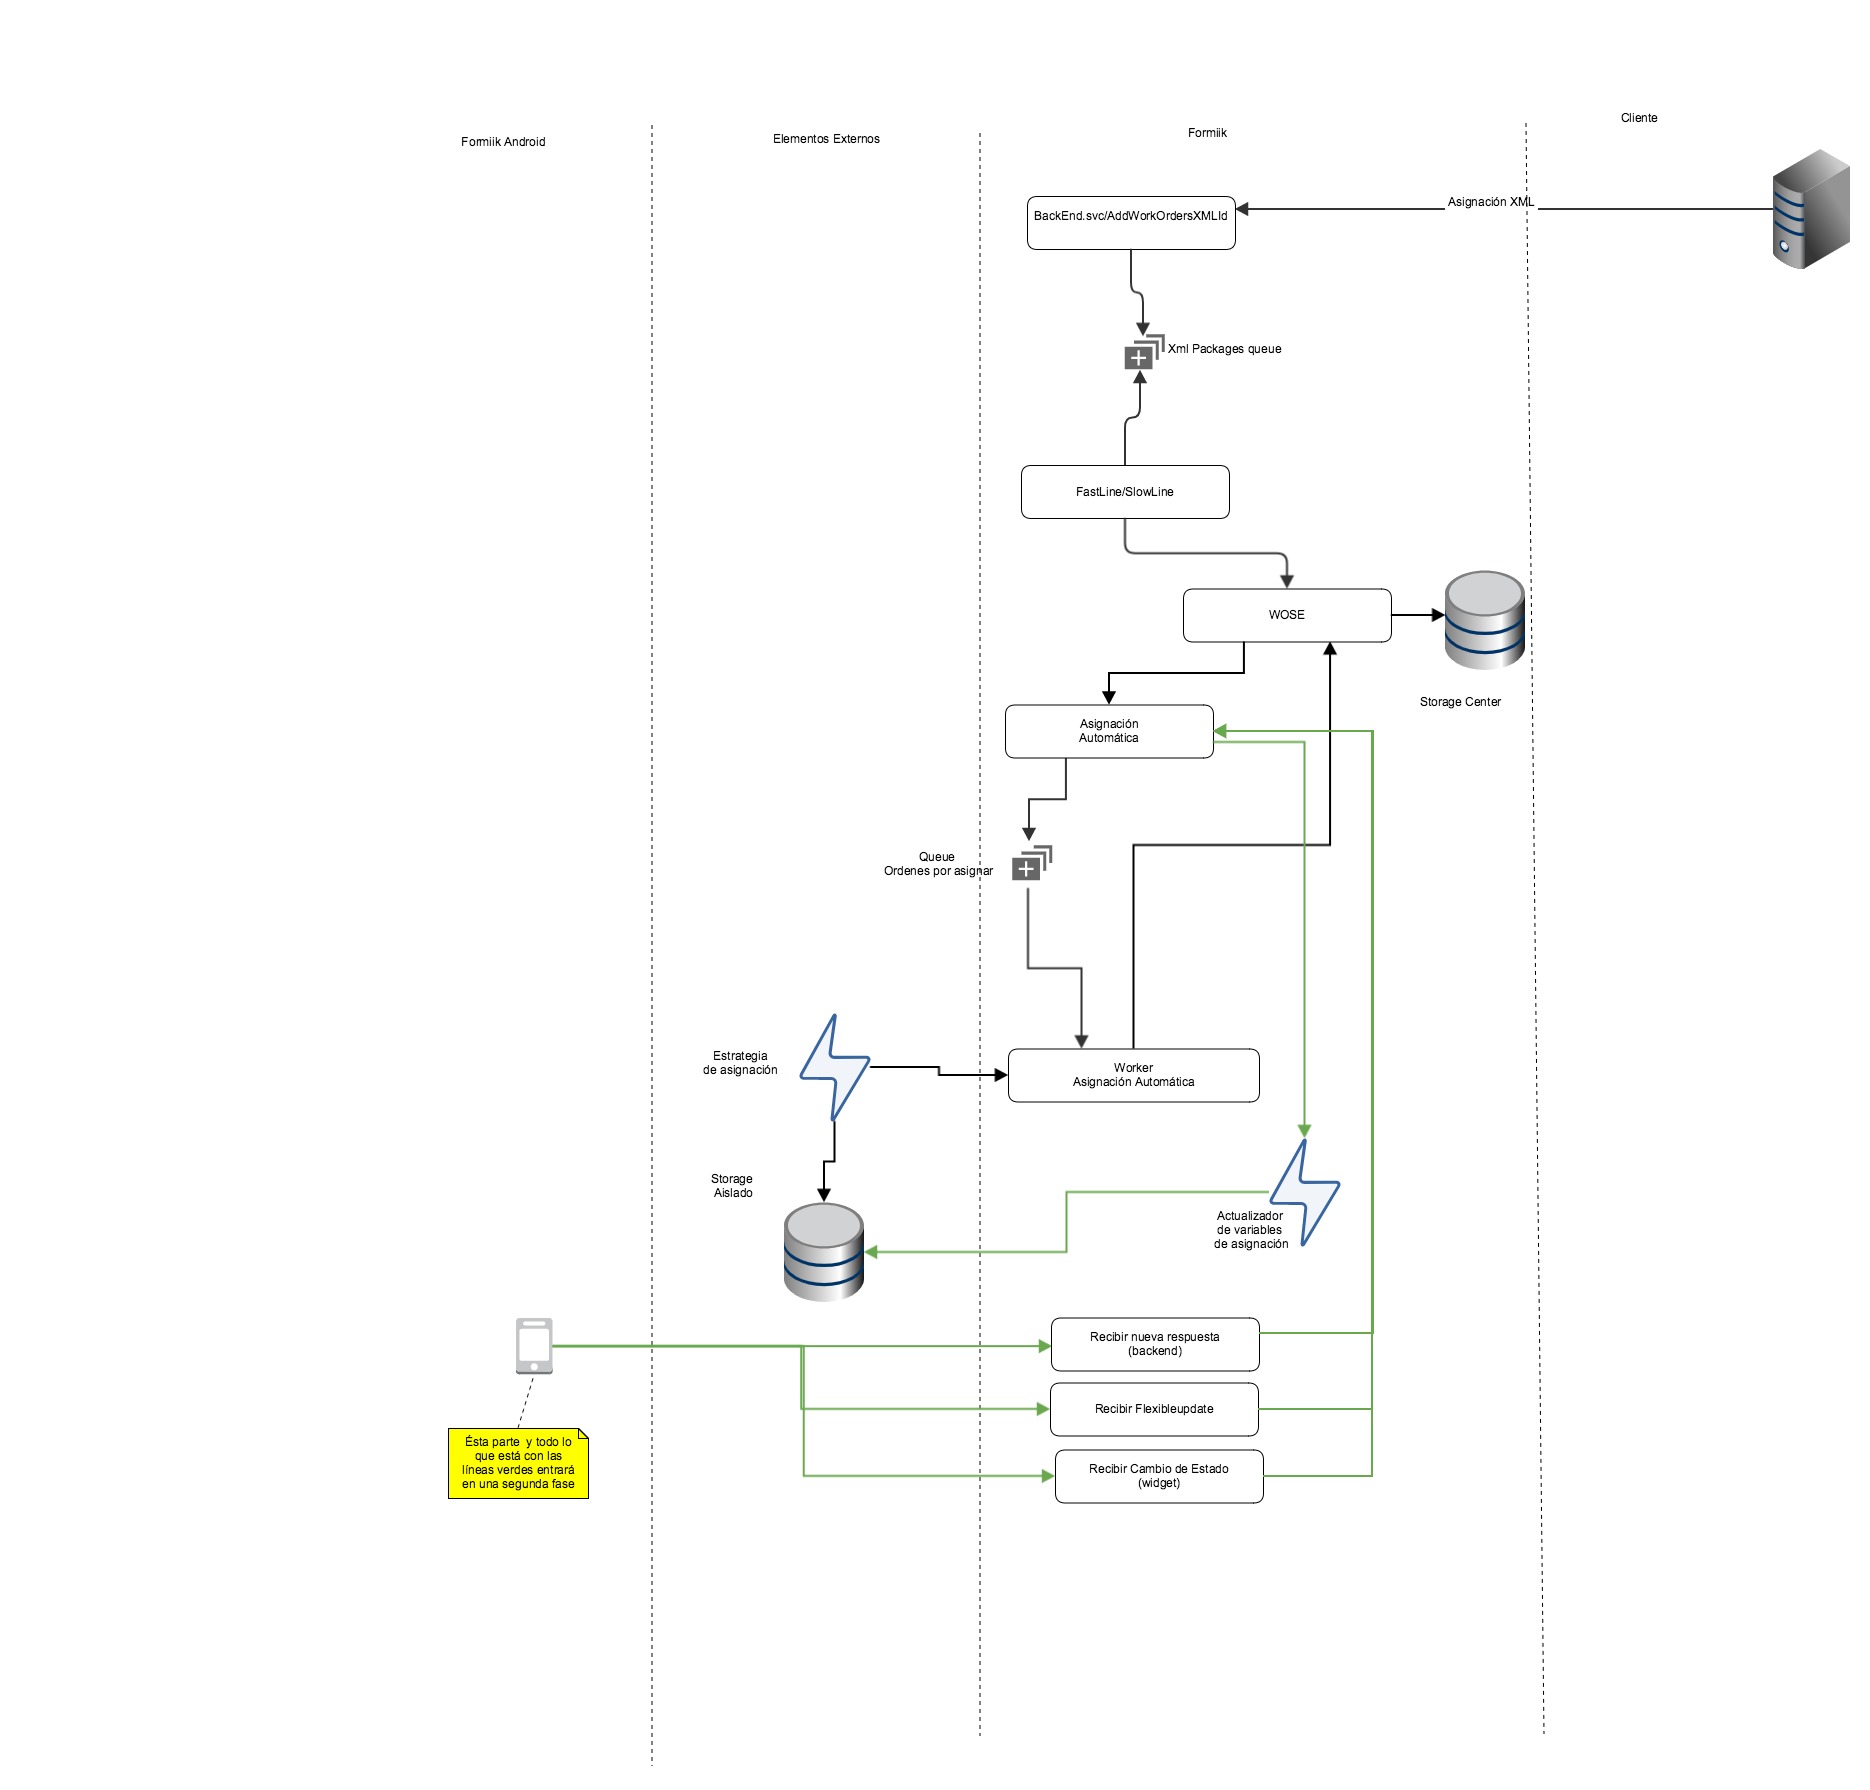 Formiik Android
Elementos Externos
Formiik
Cliente
BackEnd.svc/AddWorkOrdersXMLId
Asignación XML
Xml Packages queue
FastLine/SlowLine
WOSE
Storage Center
Asignación
Automática
Queue
Ordenes por asignar
Estrategia
de asignación
Worker
Asignación Automática
Storage
Aislado
Actualizador
de variables
de asignación
Recibir nueva respuesta
(backend)
Recibir Flexibleupdate
Recibir Cambio de Estado
(widget)
Ésta parte y todo lo
que está con las
líneas verdes entrará
en una segunda fase